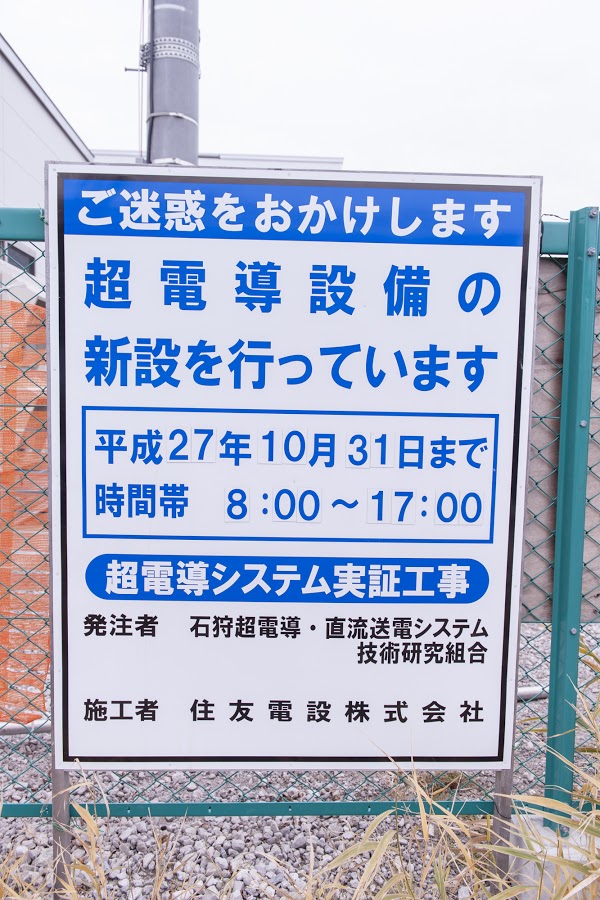 ご迷惑をおかけします
超電導設備の
新設を行っています
平成27年10月31日まで
時間帯 8:00～17:00
超電導システム実証工事
発注者 石狩超電導・直流送電システム
技術研究組合
施工者 住友電設株式会社